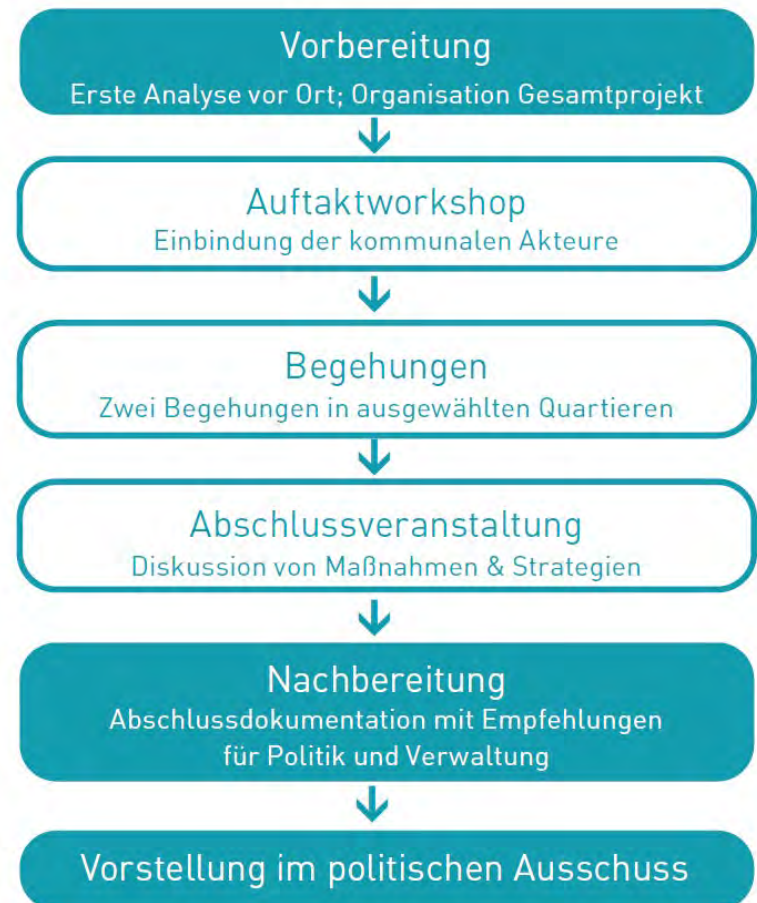 Vorbereitung
Erste Analyse vor Ort; Organisation Gesamtprojekt
Auftaktworkshop
Einbindung der kommunalen Akteure
Begehungen
Zwei Begehungen in ausgewählten Quartieren
Abschlussveranstaltung
Diskussion von Maßnahmen & Strategien
Nachbereitung
Abschlussdokumentation mit Empfehlungen
für Politik und Verwaltung
Vorstellung im politischen Ausschuss